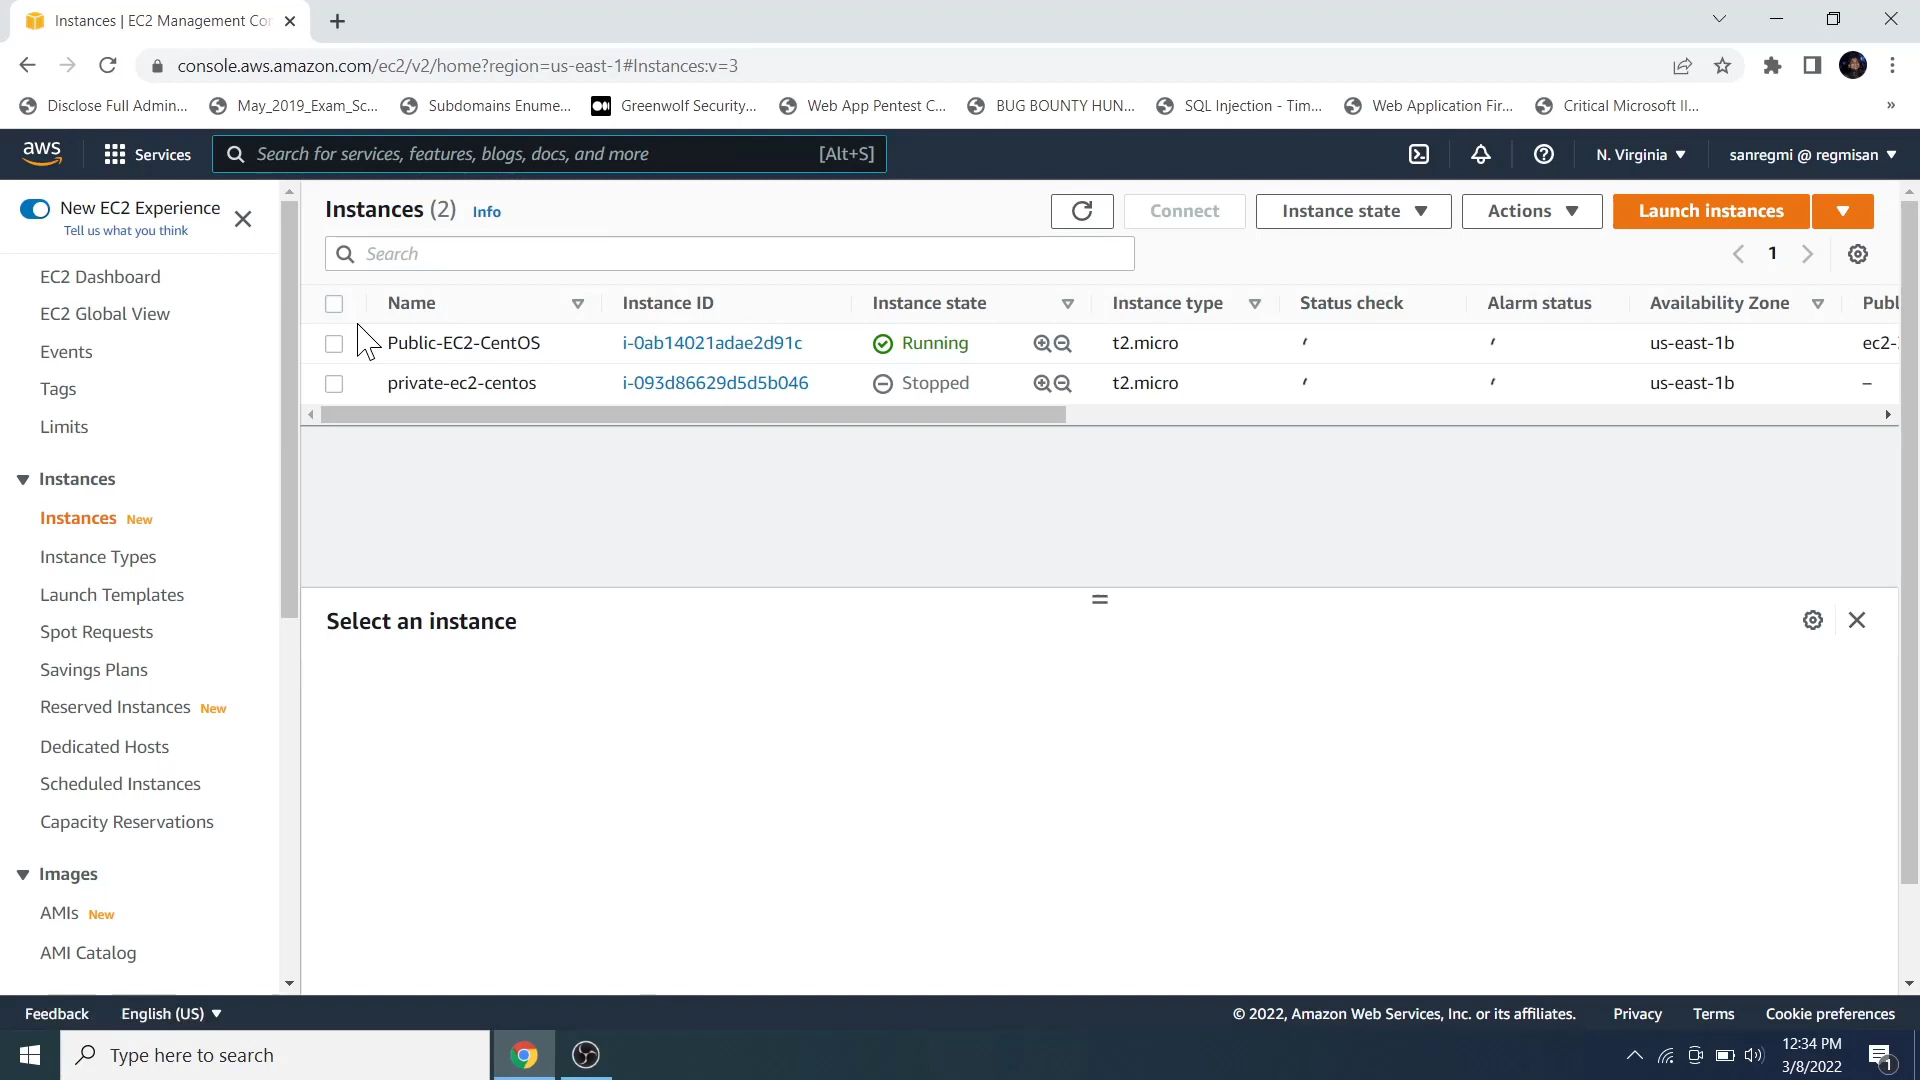 Instances | EC2 Management Con
console.aws.amazon.com/ec2/v2/home?region=us-east-1#Instances:v=3
Disclose Full Admin... May_2019_Exam_Sc... Subdomains Enume... Greenwolf Security... Web App Pentest C... BUG BOUNTY HUN... SQL Injection - Tim... Web Application Fir... Critical Microsoft II... »
aws Services Search for services, features, blogs, docs, and more [Alt+S] N. Virginia sanregmi @ regmisan
New EC2 Experience
Tell us what you think
EC2 Dashboard
EC2 Global View
Events
Tags
Limits
Instances
Instances New
Instance Types
Launch Templates
Spot Requests
Savings Plans
Reserved Instances New
Dedicated Hosts
Scheduled Instances
Capacity Reservations
Images
AMIs New
AMI Catalog
Instances (2) Info Connect Instance state Actions Launch instances
Search 1
Name Instance ID Instance state Instance type Status check Alarm status Availability Zone Publ
Public-EC2-CentOS i-0ab14021adae2d91c Running t2.micro us-east-1b ec2-
private-ec2-centos i-093d86629d5d5b046 Stopped t2.micro us-east-1b –
Select an instance
Feedback English (US) © 2022, Amazon Web Services, Inc. or its affiliates. Privacy Terms Cookie preferences
Type here to search
12:34 PM
3/8/2022
1